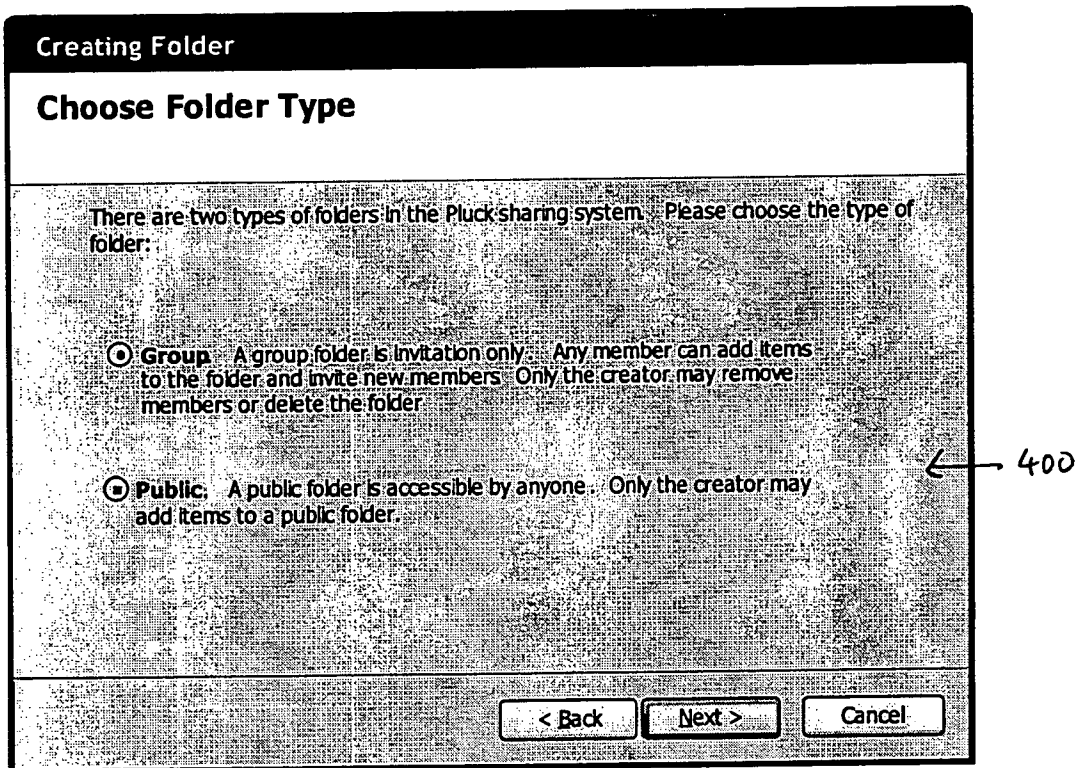 Creating Folder
Choose Folder Type
There are two types of folders in the Pluck sharing system. Please choose the type of
folder:
Group. A group folder is invitation only. Any member can add items
to the folder and invite new members. Only the creator may remove
members or delete the folder.
400
Public. A public folder is accessible by anyone. Only the creator may
add items to a public folder.
< Back Next > Cancel